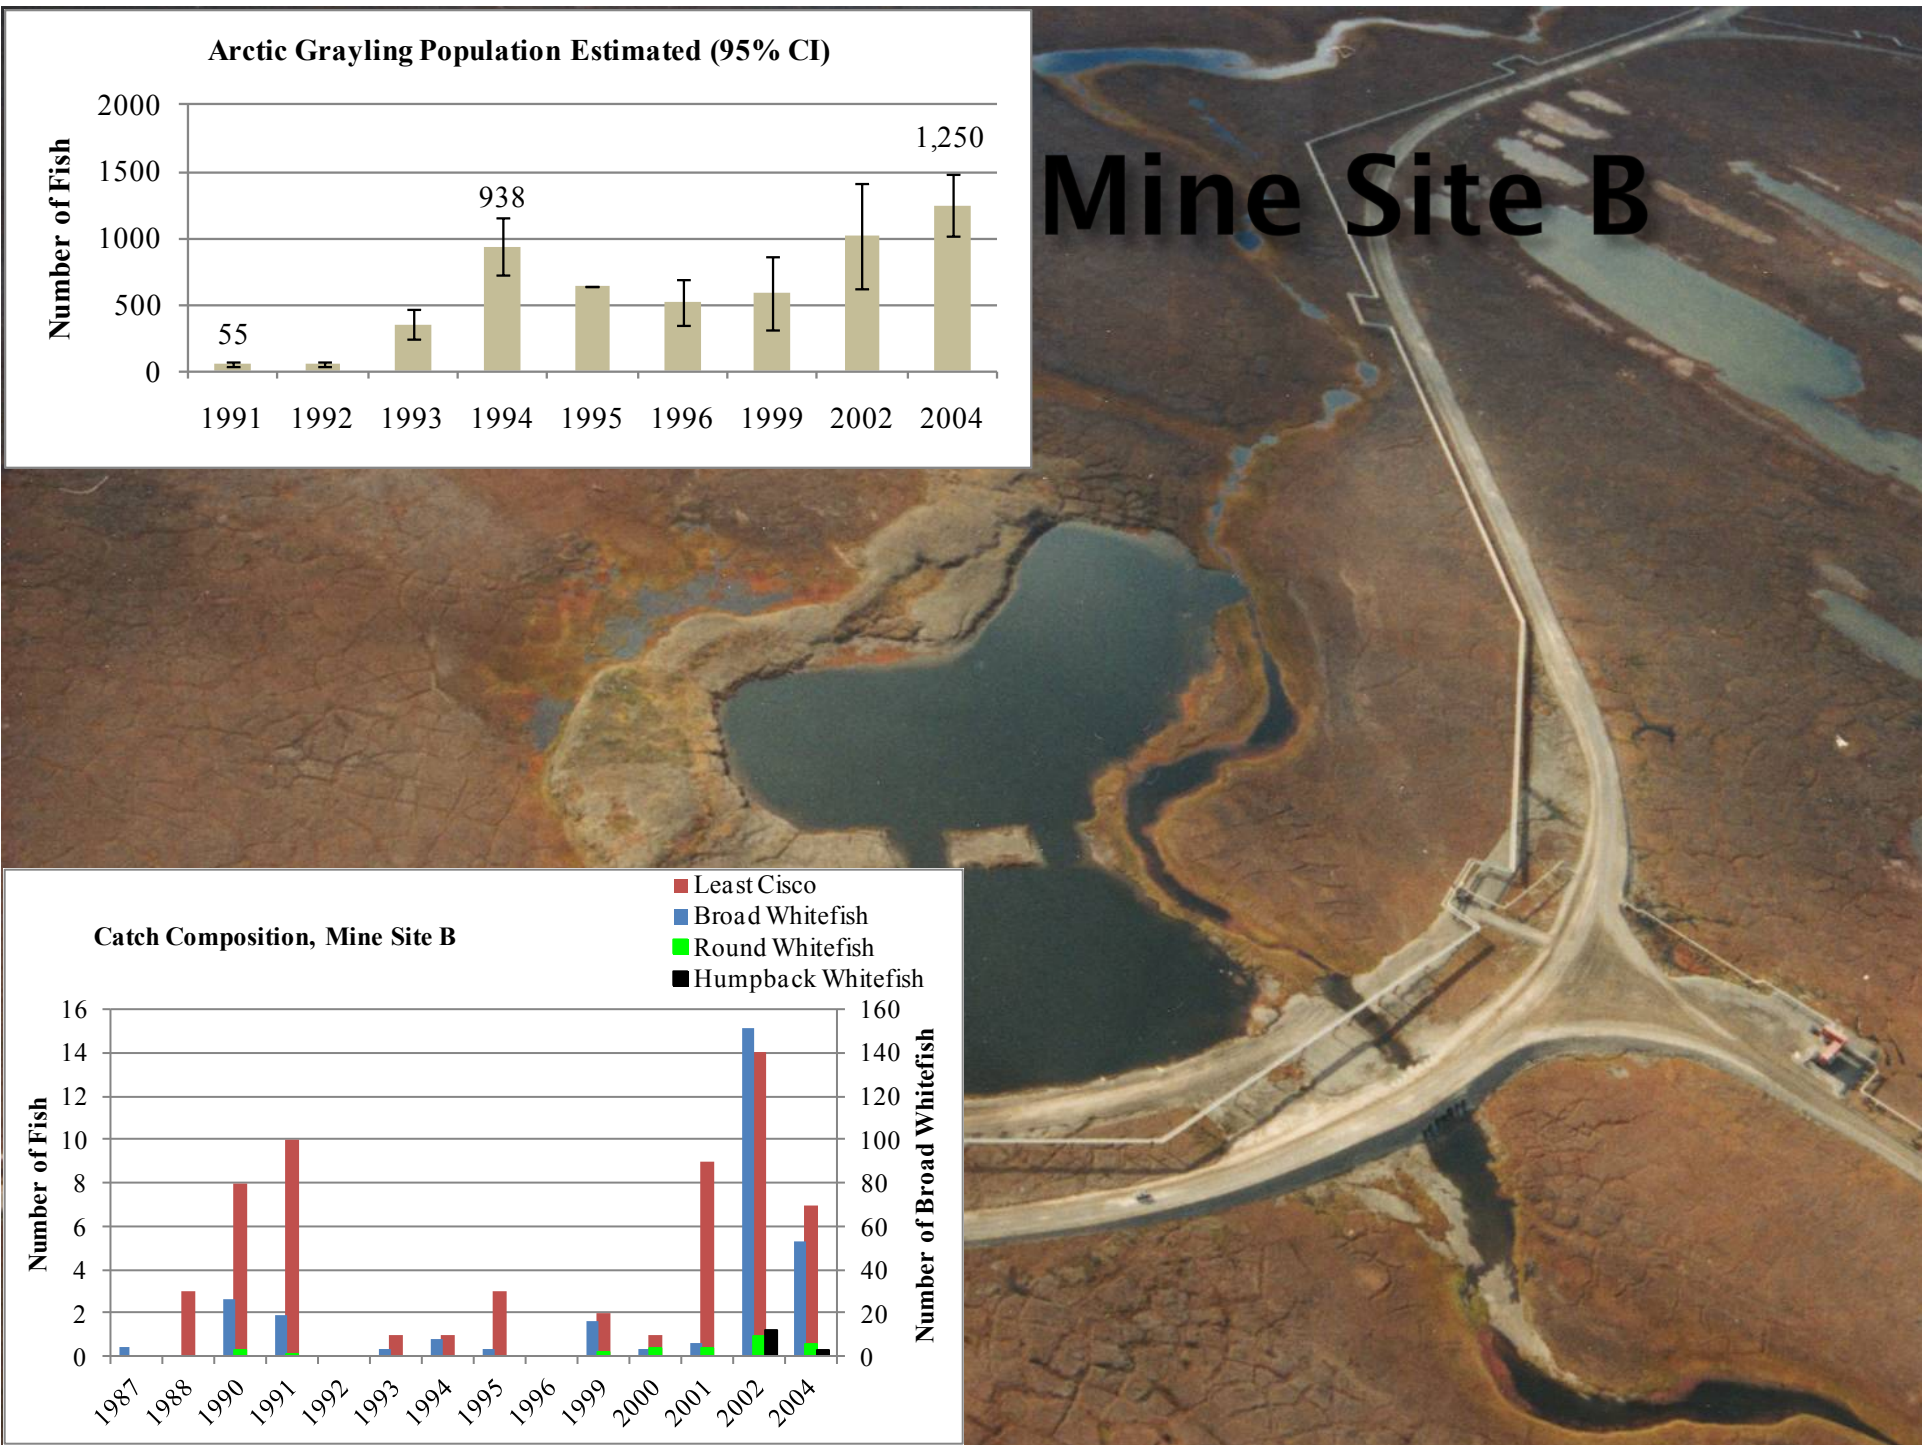 Arctic Grayling Population Estimated (95% CI)
Number of Fish
2000
1500
1000
500
0
55
938
1,250
1991 1992 1993 1994 1995 1996 1999 2002 2004
Mine Site B
Catch Composition, Mine Site B
Least Cisco
Broad Whitefish
Round Whitefish
Humpback Whitefish
Number of Fish
16
14
12
10
8
6
4
2
0
160
140
120
100
80
60
40
20
0
Number of Broad Whitefish
1987 1988 1990 1991 1992 1993 1994 1995 1996 1999 2000 2001 2002 2004